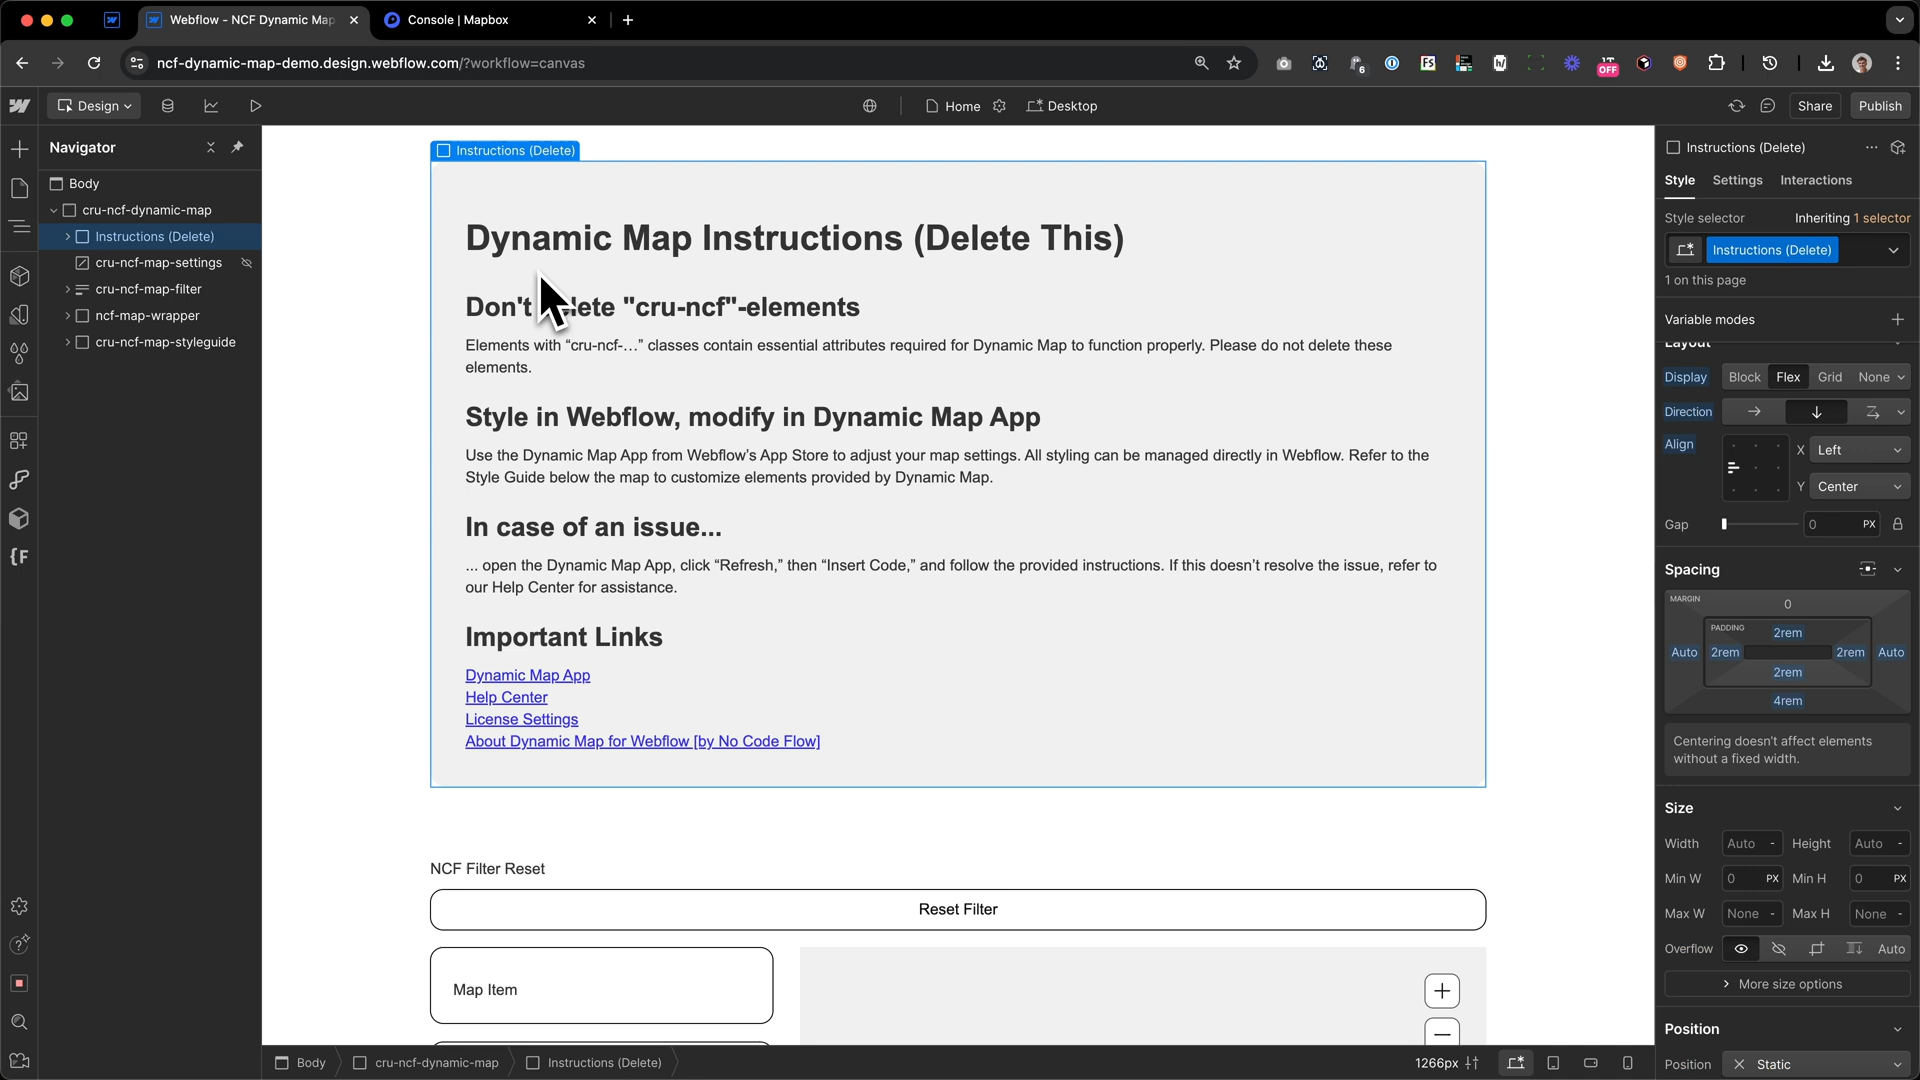 Webflow - NCF Dynamic Map
Console | Mapbox
ncf-dynamic-map-demo.design.webflow.com/?workflow=canvas
6
FS
OFF
Design
Home
Desktop
Share
Publish
Navigator
Body
cru-ncf-dynamic-map
Instructions (Delete)
cru-ncf-map-settings
cru-ncf-map-filter
ncf-map-wrapper
cru-ncf-map-styleguide
Instructions (Delete)
Dynamic Map Instructions (Delete This)
Don't lete "cru-ncf"-elements
Elements with “cru-ncf-…” classes contain essential attributes required for Dynamic Map to function properly. Please do not delete these
elements.
Style in Webflow, modify in Dynamic Map App
Use the Dynamic Map App from Webflow’s App Store to adjust your map settings. All styling can be managed directly in Webflow. Refer to the
Style Guide below the map to customize elements provided by Dynamic Map.
In case of an issue...
... open the Dynamic Map App, click “Refresh,” then “Insert Code,” and follow the provided instructions. If this doesn’t resolve the issue, refer to
our Help Center for assistance.
Important Links
Dynamic Map App
Help Center
License Settings
About Dynamic Map for Webflow [by No Code Flow]
NCF Filter Reset
Reset Filter
Map Item
Instructions (Delete)
Style Settings Interactions
Style selector Inheriting 1 selector
Instructions (Delete)
1 on this page
Variable modes
Layout
Display Block Flex Grid None
Direction
Align X Left
Y Center
Gap 0 PX
Spacing
MARGIN 0
PADDING 2rem
Auto 2rem 2rem Auto
2rem
4rem
Centering doesn't affect elements
without a fixed width.
Size
Width Auto - Height Auto -
Min W 0 PX Min H 0 PX
Max W None - Max H None -
Overflow Auto
More size options
Position
Position Static
Body cru-ncf-dynamic-map Instructions (Delete)
1266px